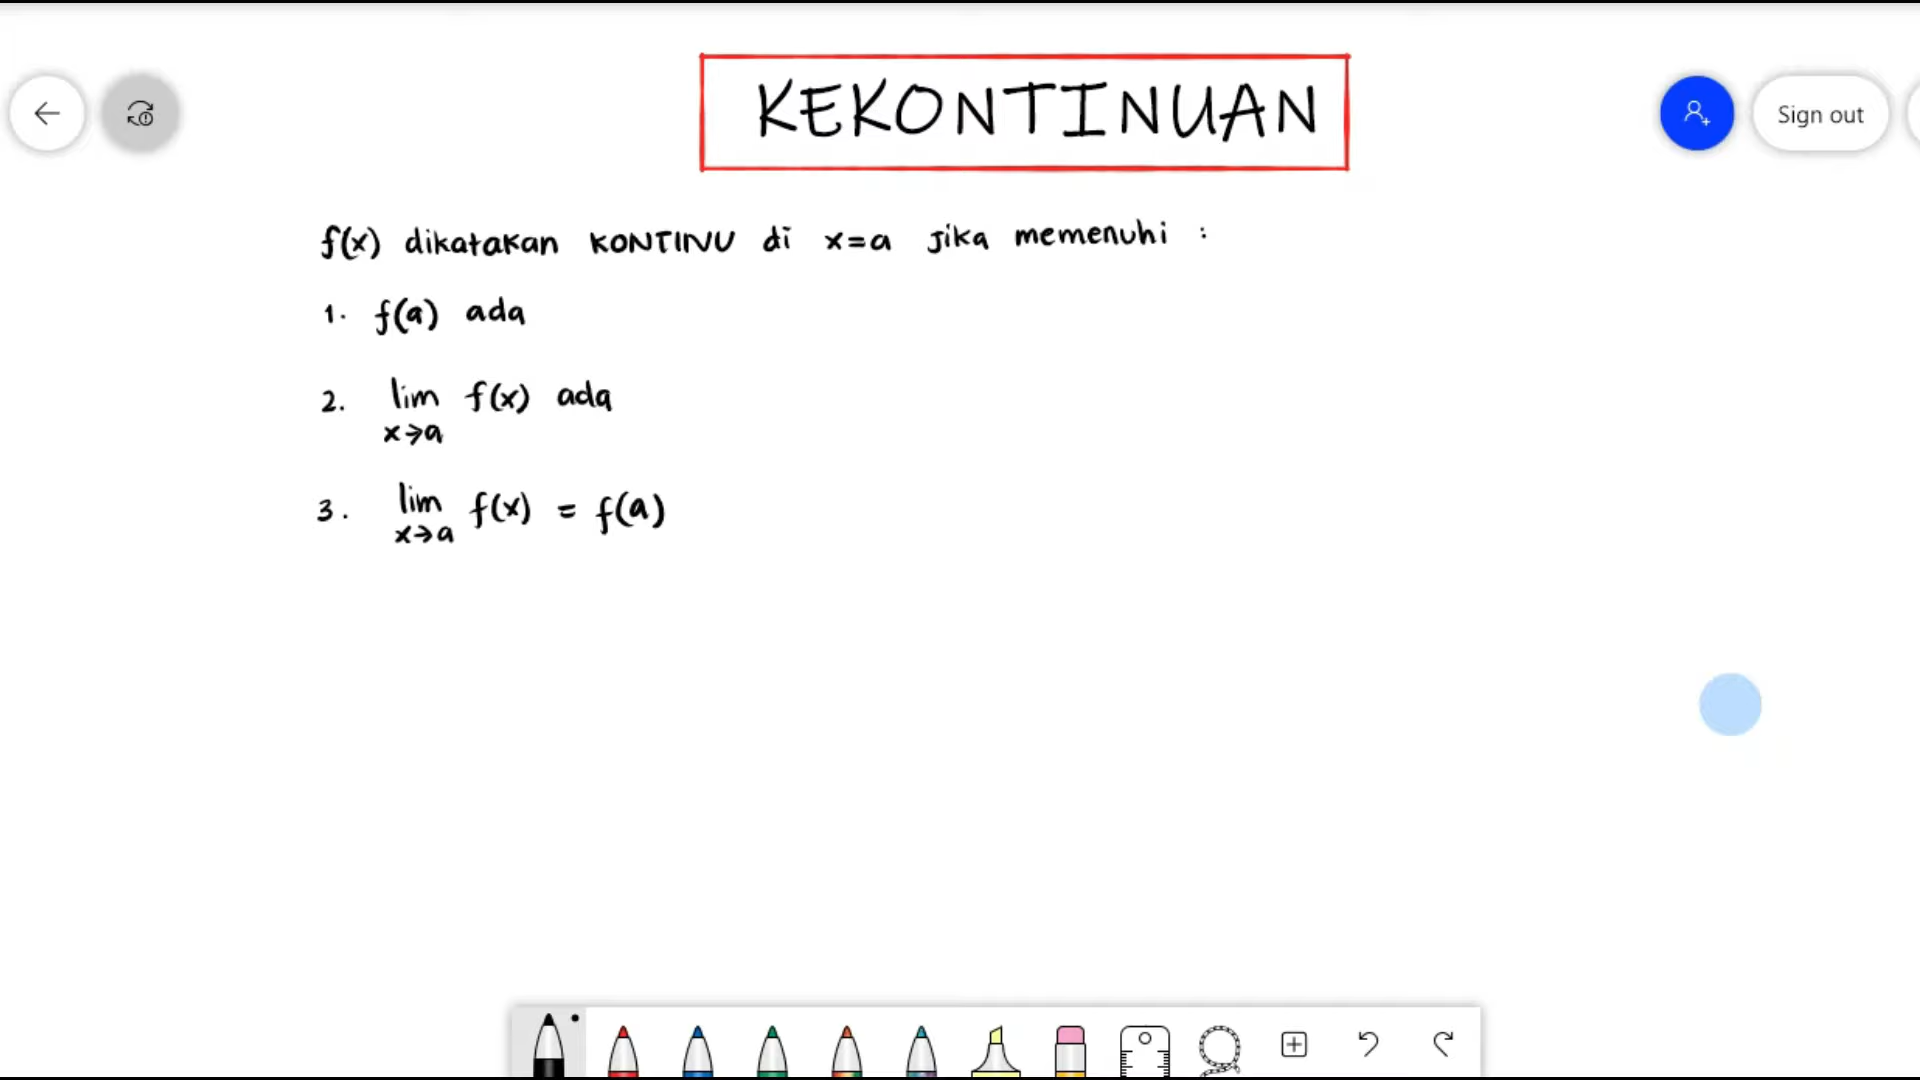 KEKONTINUAN
Sign out
f(x) dikatakan KONTINU di x=a jika memenuhi :
1. f(a) ada
2. lim f(x) ada
x→a
3. lim f(x) = f(a)
x→a